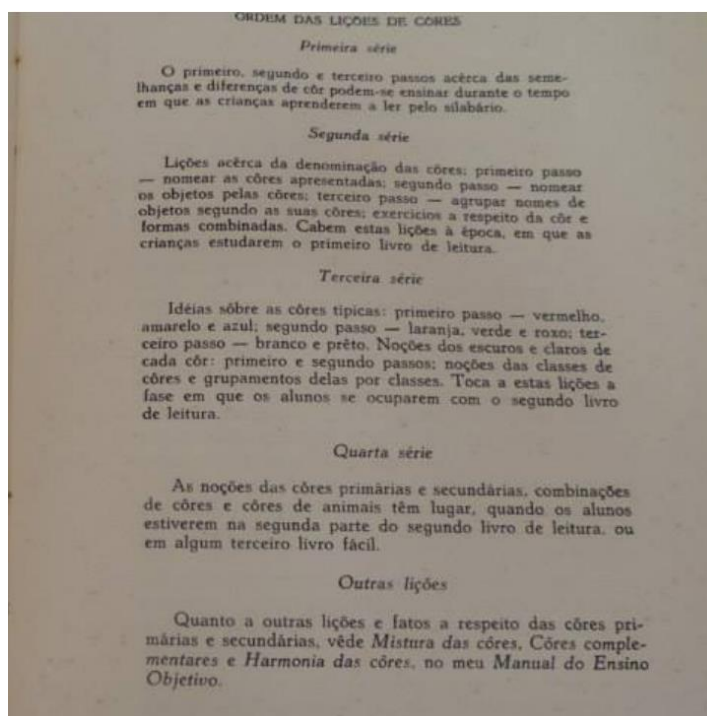 ORDEM DAS LIÇÕES DE CORES
Primeira série
O primeiro, segundo e terceiro passos acêrca das seme-
lhanças e diferenças de côr podem-se ensinar durante o tempo
em que as crianças aprenderem a ler pelo silabário.
Segunda série
Lições acêrca da denominação das côres; primeiro passo
— nomear as côres apresentadas; segundo passo — nomear
os objetos pelas côres; terceiro passo — agrupar nomes de
objetos segundo as suas côres; exercícios a respeito da côr e
formas combinadas. Cabem estas lições à época, em que as
crianças estudarem o primeiro livro de leitura.
Terceira série
Idéias sôbre as côres típicas: primeiro passo — vermelho,
amarelo e azul; segundo passo — laranja, verde e roxo; ter-
ceiro passo — branco e prêto. Noções dos escuros e claros de
cada côr: primeiro e segundo passos; noções das classes de
côres e grupamentos delas por classes. Toca a estas lições a
fase em que os alunos se ocuparem com o segundo livro
de leitura.
Quarta série
As noções das côres primárias e secundárias, combinações
de côres e côres de animais têm lugar, quando os alunos
estiverem na segunda parte do segundo livro de leitura, ou
em algum terceiro livro fácil.
Outras lições
Quanto a outras lições e fatos a respeito das côres pri-
márias e secundárias, vêde Mistura das côres, Côres comple-
mentares e Harmonia das côres, no meu Manual do Ensino
Objetivo.